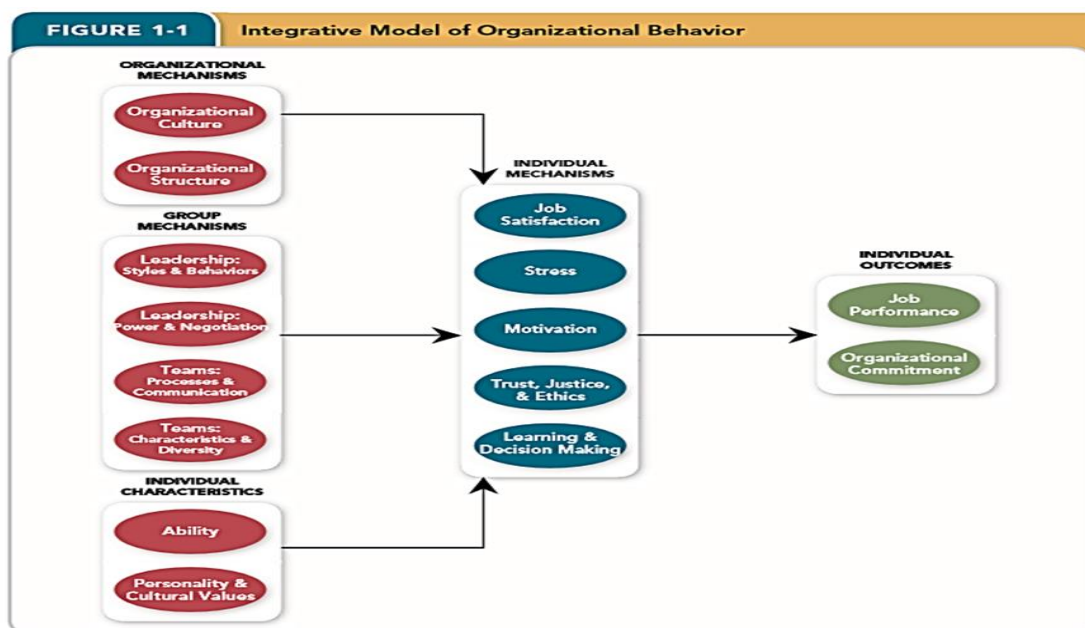 FIGURE 1-1
Integrative Model of Organizational Behavior
ORGANIZATIONAL
MECHANISMS
Organizational
Culture
Organizational
Structure
GROUP
MECHANISMS
Leadership:
Styles & Behaviors
Leadership:
Power & Negotiation
Teams:
Processes &
Communication
Teams:
Characteristics &
Diversity
INDIVIDUAL
CHARACTERISTICS
Ability
Personality &
Cultural Values
INDIVIDUAL
MECHANISMS
Job
Satisfaction
Stress
Motivation
Trust, Justice,
& Ethics
Learning &
Decision Making
INDIVIDUAL
OUTCOMES
Job
Performance
Organizational
Commitment